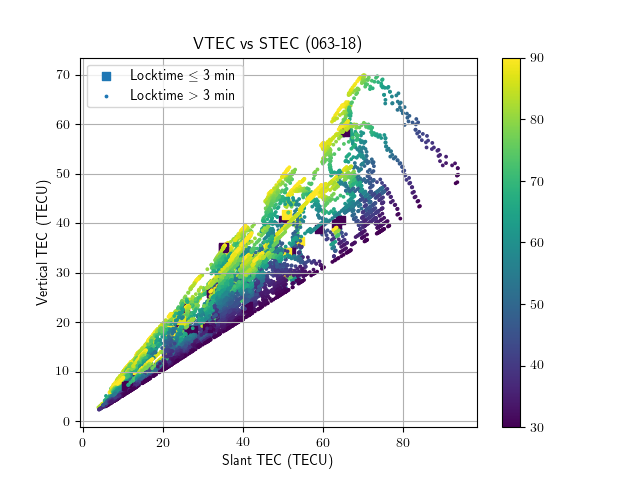 VTEC vs STEC (063-18)
Locktime ≤ 3 min
Locktime > 3 min
Vertical TEC (TECU)
70
60
50
40
30
20
10
0
0 20 40 60 80
Slant TEC (TECU)
90
80
70
60
50
40
30